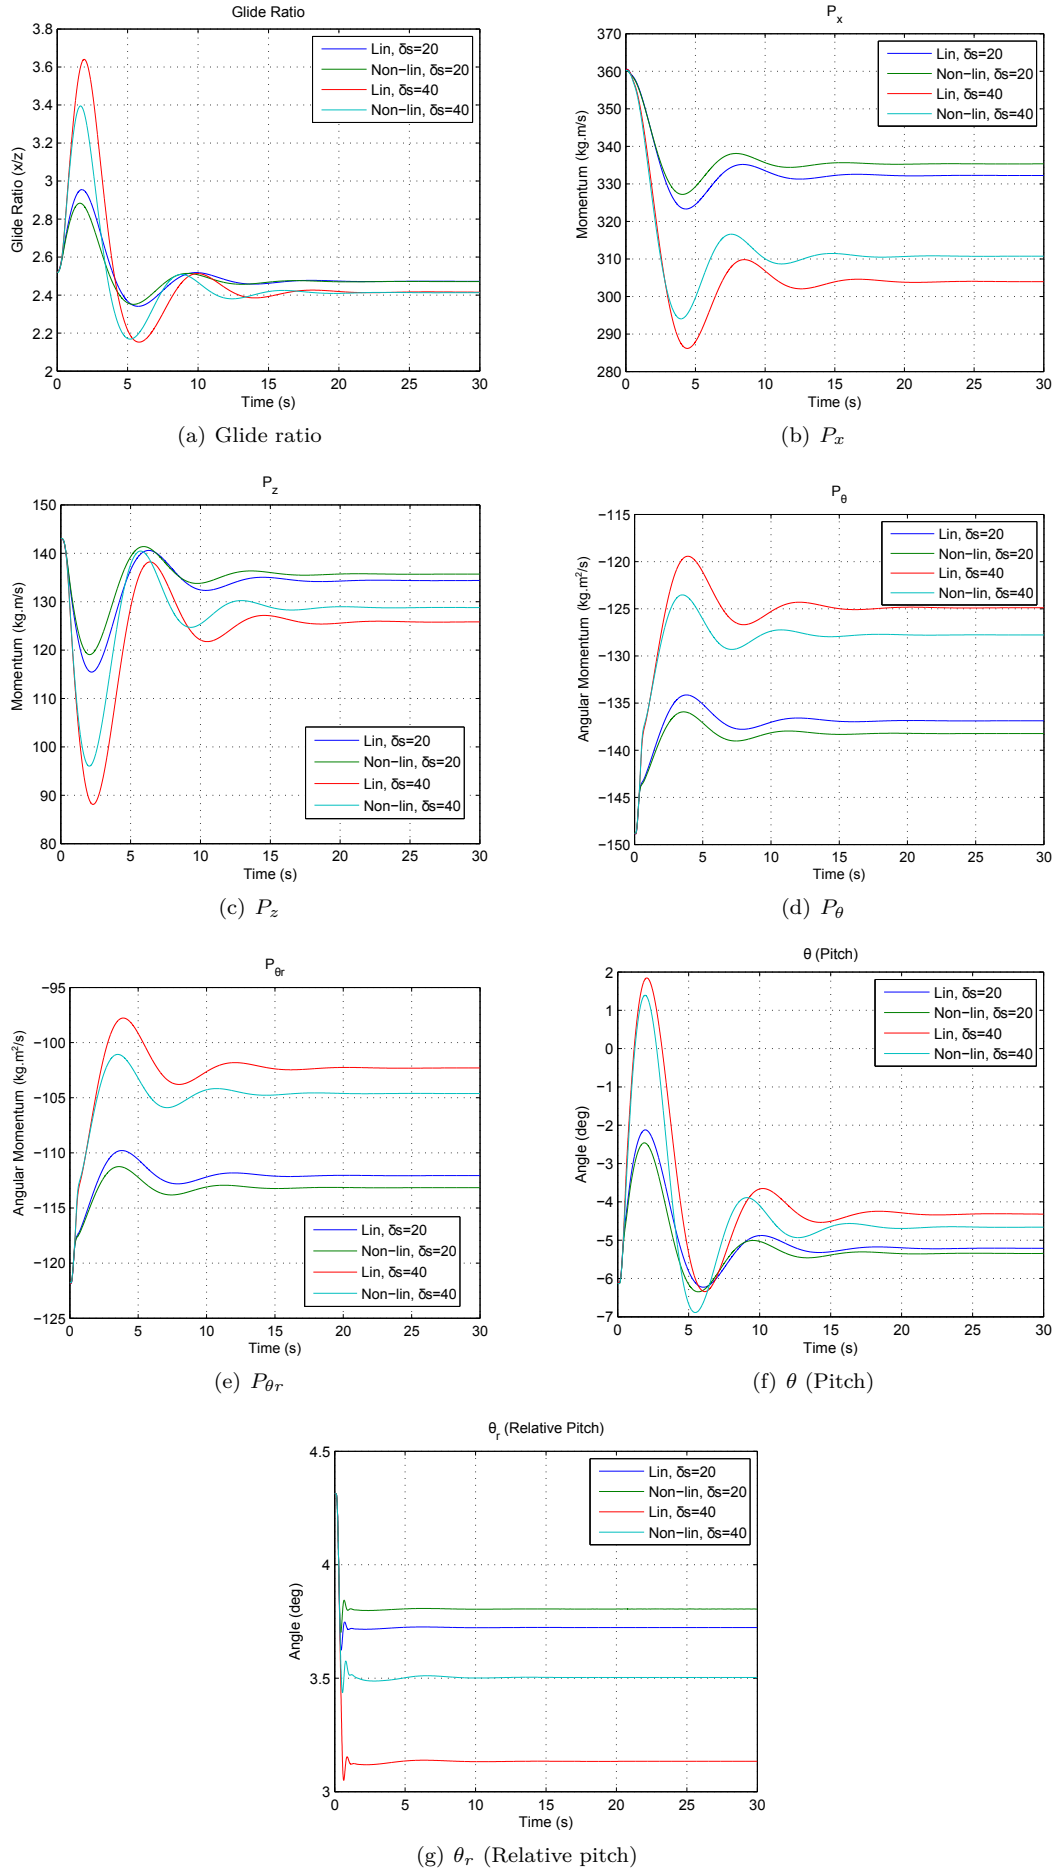 Glide Ratio
3.8
3.6
3.4
3.2
3
2.8
2.6
2.4
2.2
2
Glide Ratio (x/z)
Lin, δs=20
Non−lin, δs=20
Lin, δs=40
Non−lin, δs=40
0 5 10 15 20 25 30
Time (s)
(a) Glide ratio
P_x
370
360
350
340
330
320
310
300
290
280
Momentum (kg.m/s)
Lin, δs=20
Non−lin, δs=20
Lin, δs=40
Non−lin, δs=40
0 5 10 15 20 25 30
Time (s)
(b) P_x
P_z
150
140
130
120
110
100
90
80
Momentum (kg.m/s)
Lin, δs=20
Non−lin, δs=20
Lin, δs=40
Non−lin, δs=40
0 5 10 15 20 25 30
Time (s)
(c) P_z
P_θ
−115
−120
−125
−130
−135
−140
−145
−150
Angular Momentum (kg.m²/s)
Lin, δs=20
Non−lin, δs=20
Lin, δs=40
Non−lin, δs=40
0 5 10 15 20 25 30
Time (s)
(d) P_θ
P_θr
−95
−100
−105
−110
−115
−120
−125
Angular Momentum (kg.m²/s)
Lin, δs=20
Non−lin, δs=20
Lin, δs=40
Non−lin, δs=40
0 5 10 15 20 25 30
Time (s)
(e) P_θr
θ (Pitch)
2
1
0
−1
−2
−3
−4
−5
−6
−7
Angle (deg)
Lin, δs=20
Non−lin, δs=20
Lin, δs=40
Non−lin, δs=40
0 5 10 15 20 25 30
Time (s)
(f) θ (Pitch)
θ_r (Relative Pitch)
4.5
4
3.5
3
Angle (deg)
Lin, δs=20
Non−lin, δs=20
Lin, δs=40
Non−lin, δs=40
0 5 10 15 20 25 30
Time (s)
(g) θ_r (Relative pitch)